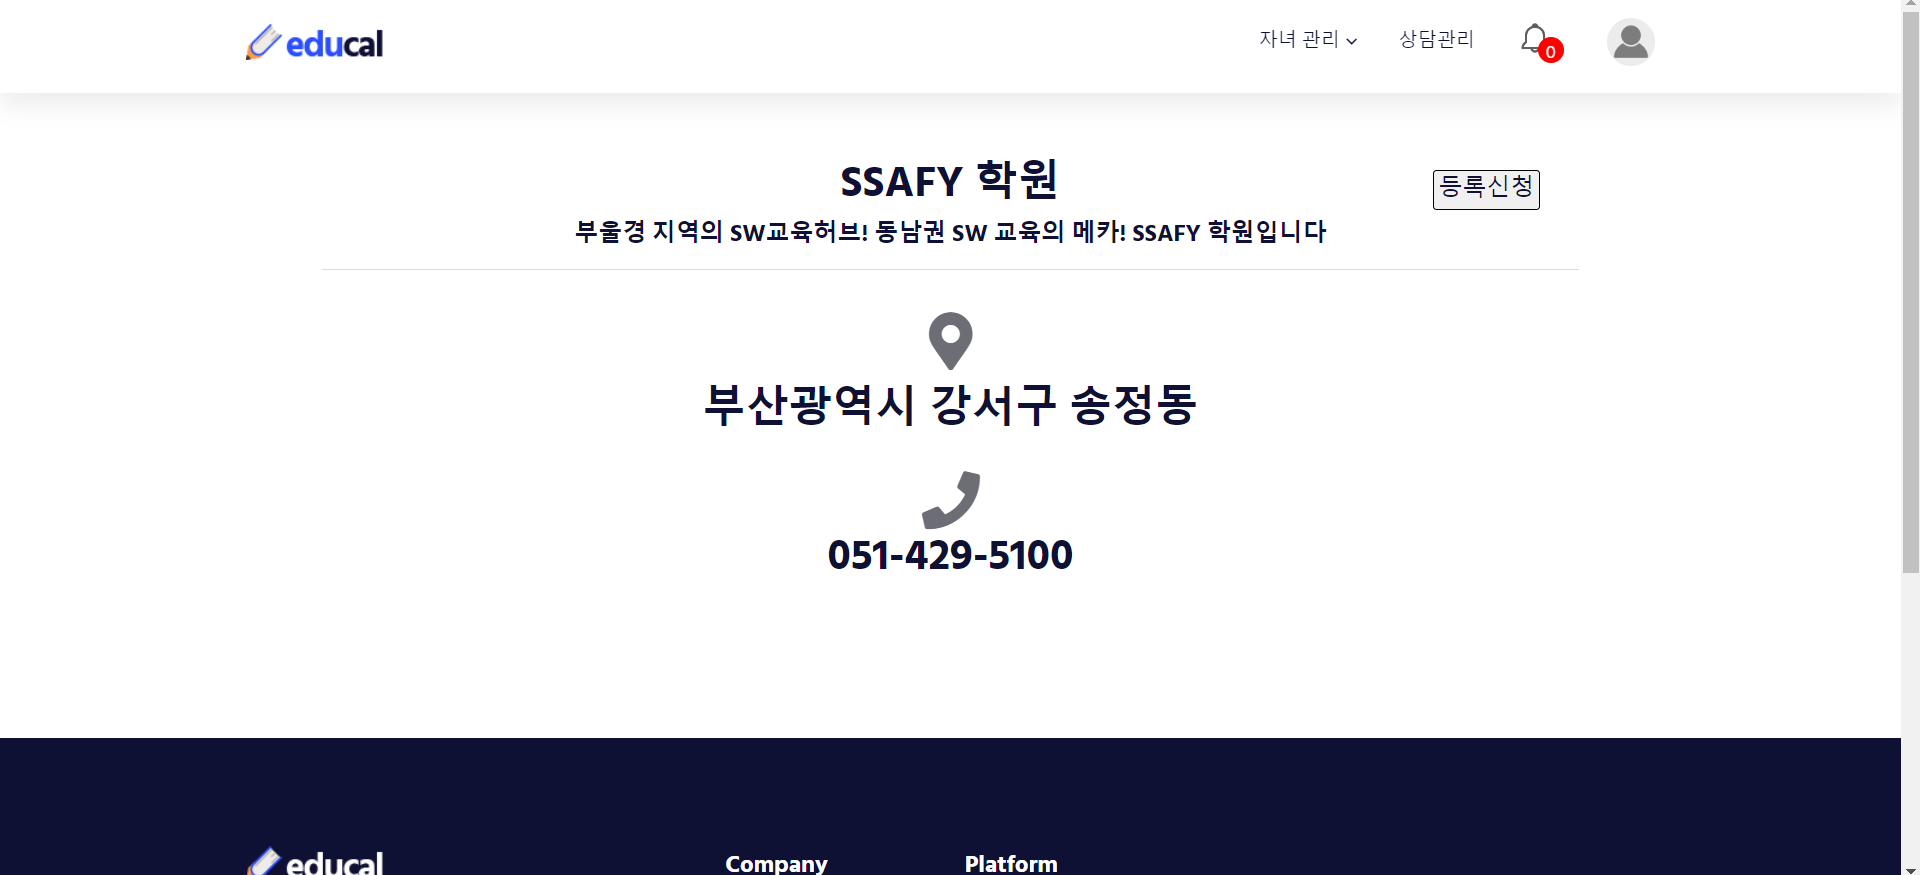 educal
자녀 관리
상담관리
0
SSAFY 학원
등록신청
부울경 지역의 SW교육허브! 동남권 SW 교육의 메카! SSAFY 학원입니다
부산광역시 강서구 송정동
051-429-5100
educal
Company
Platform